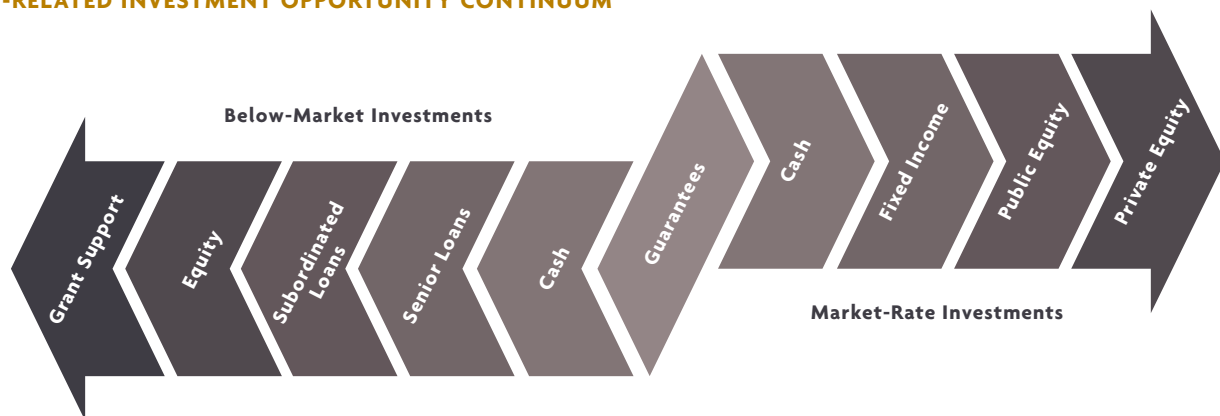 -RELATED INVESTMENT OPPORTUNITY CONTINUUM
Below-Market Investments
Grant Support
Equity
Subordinated
Loans
Senior Loans
Cash
Guarantees
Cash
Fixed Income
Public Equity
Private Equity
Market-Rate Investments